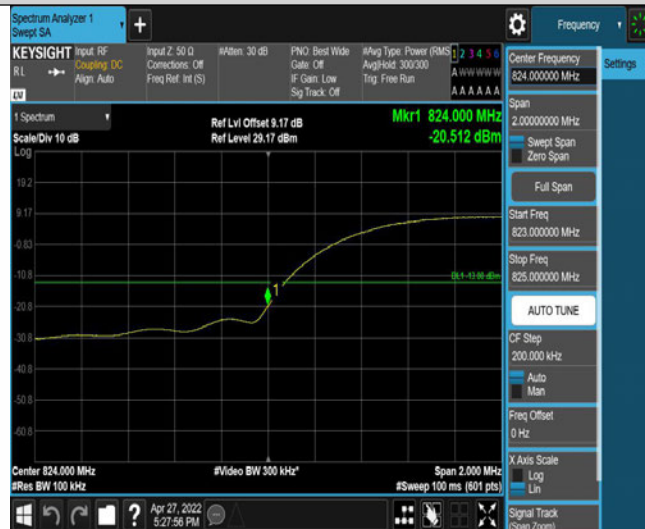 Spectrum Analyzer 1
Swept SA
Frequency
KEYSIGHT
RL
LXI
Input: RF
Coupling: DC
Align: Auto
Input Z: 50 Ω
Corrections: Off
Freq Ref: Int (S)
#Atten: 30 dB
PNO: Best Wide
Gate: Off
IF Gain: Low
Sig Track: Off
#Avg Type: Power (RMS
Avg|Hold: 300/300
Trig: Free Run
1 2 3 4 5 6
A W W W W W
A A A A A A
1 Spectrum
Scale/Div 10 dB
Log
Ref Lvl Offset 9.17 dB
Ref Level 29.17 dBm
Mkr1 824.000 MHz
-20.512 dBm
19.2
9.17
-0.83
-10.8
-20.8
-30.8
-40.8
-50.8
-60.8
DL1 -13.00 dBm
1
Center 824.000 MHz
#Res BW 100 kHz
#Video BW 300 kHz*
Span 2.000 MHz
#Sweep 100 ms (601 pts)
Center Frequency
824.000000 MHz
Settings
Span
2.00000000 MHz
Swept Span
Zero Span
Full Span
Start Freq
823.000000 MHz
Stop Freq
825.000000 MHz
AUTO TUNE
CF Step
200.000 kHz
Auto
Man
Freq Offset
0 Hz
X Axis Scale
Log
Lin
Signal Track
(Span Zoom)
?
Apr 27, 2022
5:27:56 PM